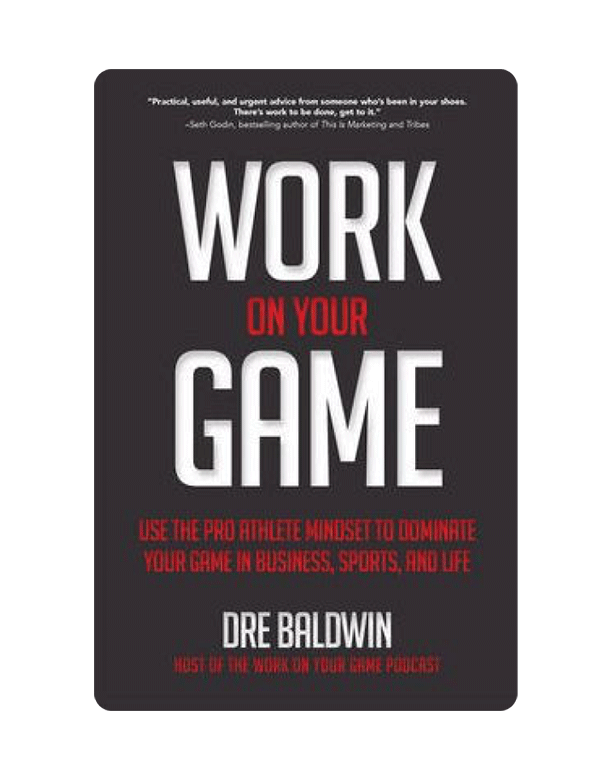 "Practical, useful, and urgent advice from someone who's been in your shoes.
There's work to be done, get to it."
–Seth Godin, bestselling author of This Is Marketing and Tribes
WORK
ON YOUR
GAME
USE THE PRO ATHLETE MINDSET TO DOMINATE
YOUR GAME IN BUSINESS, SPORTS, AND LIFE
DRE BALDWIN
HOST OF THE WORK ON YOUR GAME PODCAST